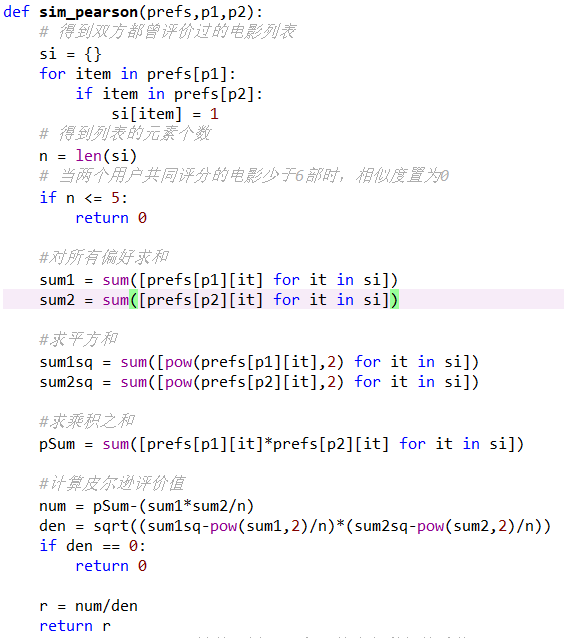 def sim_pearson(prefs,p1,p2):
    # 得到双方都曾评价过的电影列表
    si = {}
    for item in prefs[p1]:
        if item in prefs[p2]:
            si[item] = 1
    # 得到列表的元素个数
    n = len(si)
    # 当两个用户共同评分的电影少于6部时，相似度置为0
    if n <= 5:
        return 0
    #对所有偏好求和
    sum1 = sum([prefs[p1][it] for it in si])
    sum2 = sum([prefs[p2][it] for it in si])
    #求平方和
    sum1sq = sum([pow(prefs[p1][it],2) for it in si])
    sum2sq = sum([pow(prefs[p2][it],2) for it in si])
    #求乘积之和
    pSum = sum([prefs[p1][it]*prefs[p2][it] for it in si])
    #计算皮尔逊评价值
    num = pSum-(sum1*sum2/n)
    den = sqrt((sum1sq-pow(sum1,2)/n)*(sum2sq-pow(sum2,2)/n))
    if den == 0:
        return 0
    r = num/den
    return r